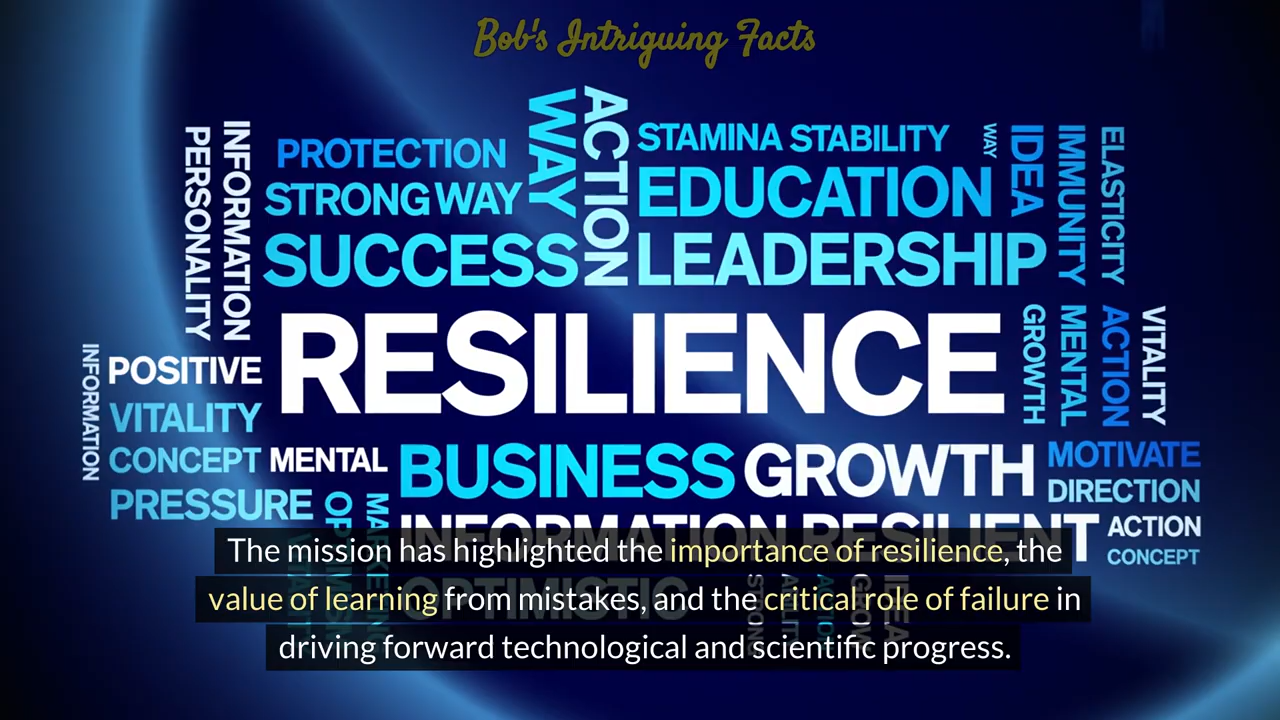 Bob's Intriguing Facts
INFORMATION
PERSONALITY
INFORMATION
PROTECTION
STRONG WAY
SUCCESS
WAY
ACTION
STAMINA STABILITY
EDUCATION
LEADERSHIP
WAY
IDEA
IMMUNITY
ELASTICITY
RESILIENCE
GROWTH
MENTAL
ACTION
VITALITY
POSITIVE
VITALITY
CONCEPT MENTAL
PRESSURE
BUSINESS GROWTH
MOTIVATE
DIRECTION
ACTION
CONCEPT
INFORMATION RESILIENT
OPTIMISTIC
The mission has highlighted the importance of resilience, the
value of learning from mistakes, and the critical role of failure in
driving forward technological and scientific progress.